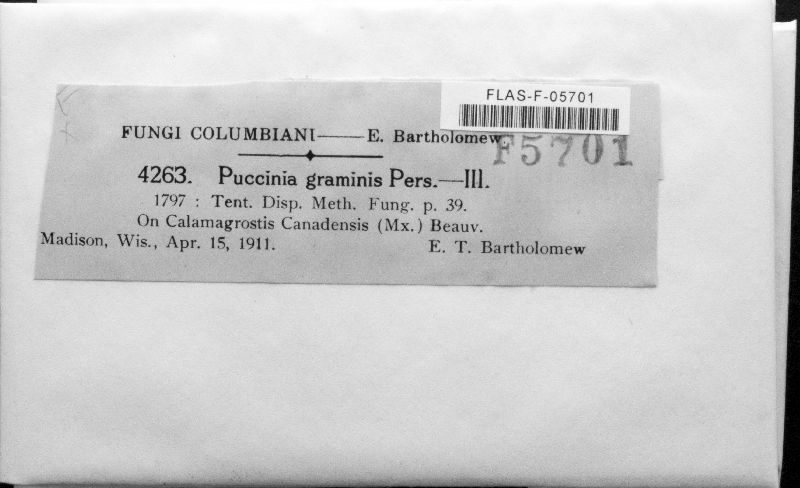 FLAS-F-05701
FUNGI COLUMBIANI—E. Bartholomew.
F5701
4263. Puccinia graminis Pers.—III.
1797 : Tent. Disp. Meth. Fung. p. 39.
On Calamagrostis Canadensis (Mx.) Beauv.
Madison, Wis., Apr. 15, 1911. E. T. Bartholomew